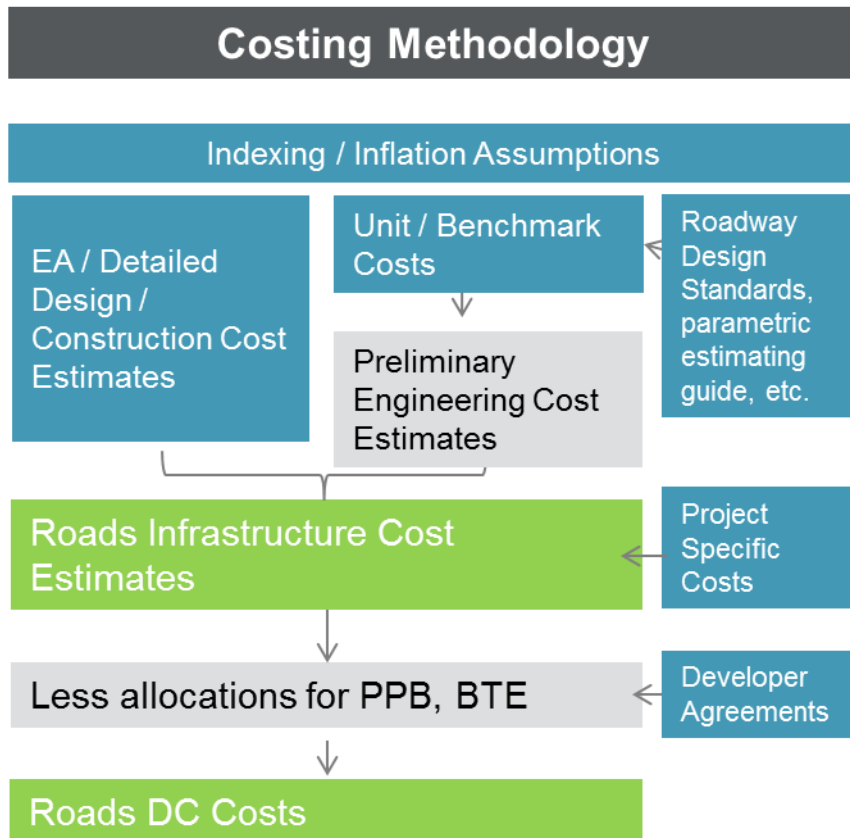 Costing Methodology
Indexing / Inflation Assumptions
EA / Detailed
Design /
Construction Cost
Estimates
Unit / Benchmark
Costs
Roadway
Design
Standards,
parametric
estimating
guide, etc.
Preliminary
Engineering Cost
Estimates
Roads Infrastructure Cost
Estimates
Project
Specific
Costs
Less allocations for PPB, BTE
Developer
Agreements
Roads DC Costs